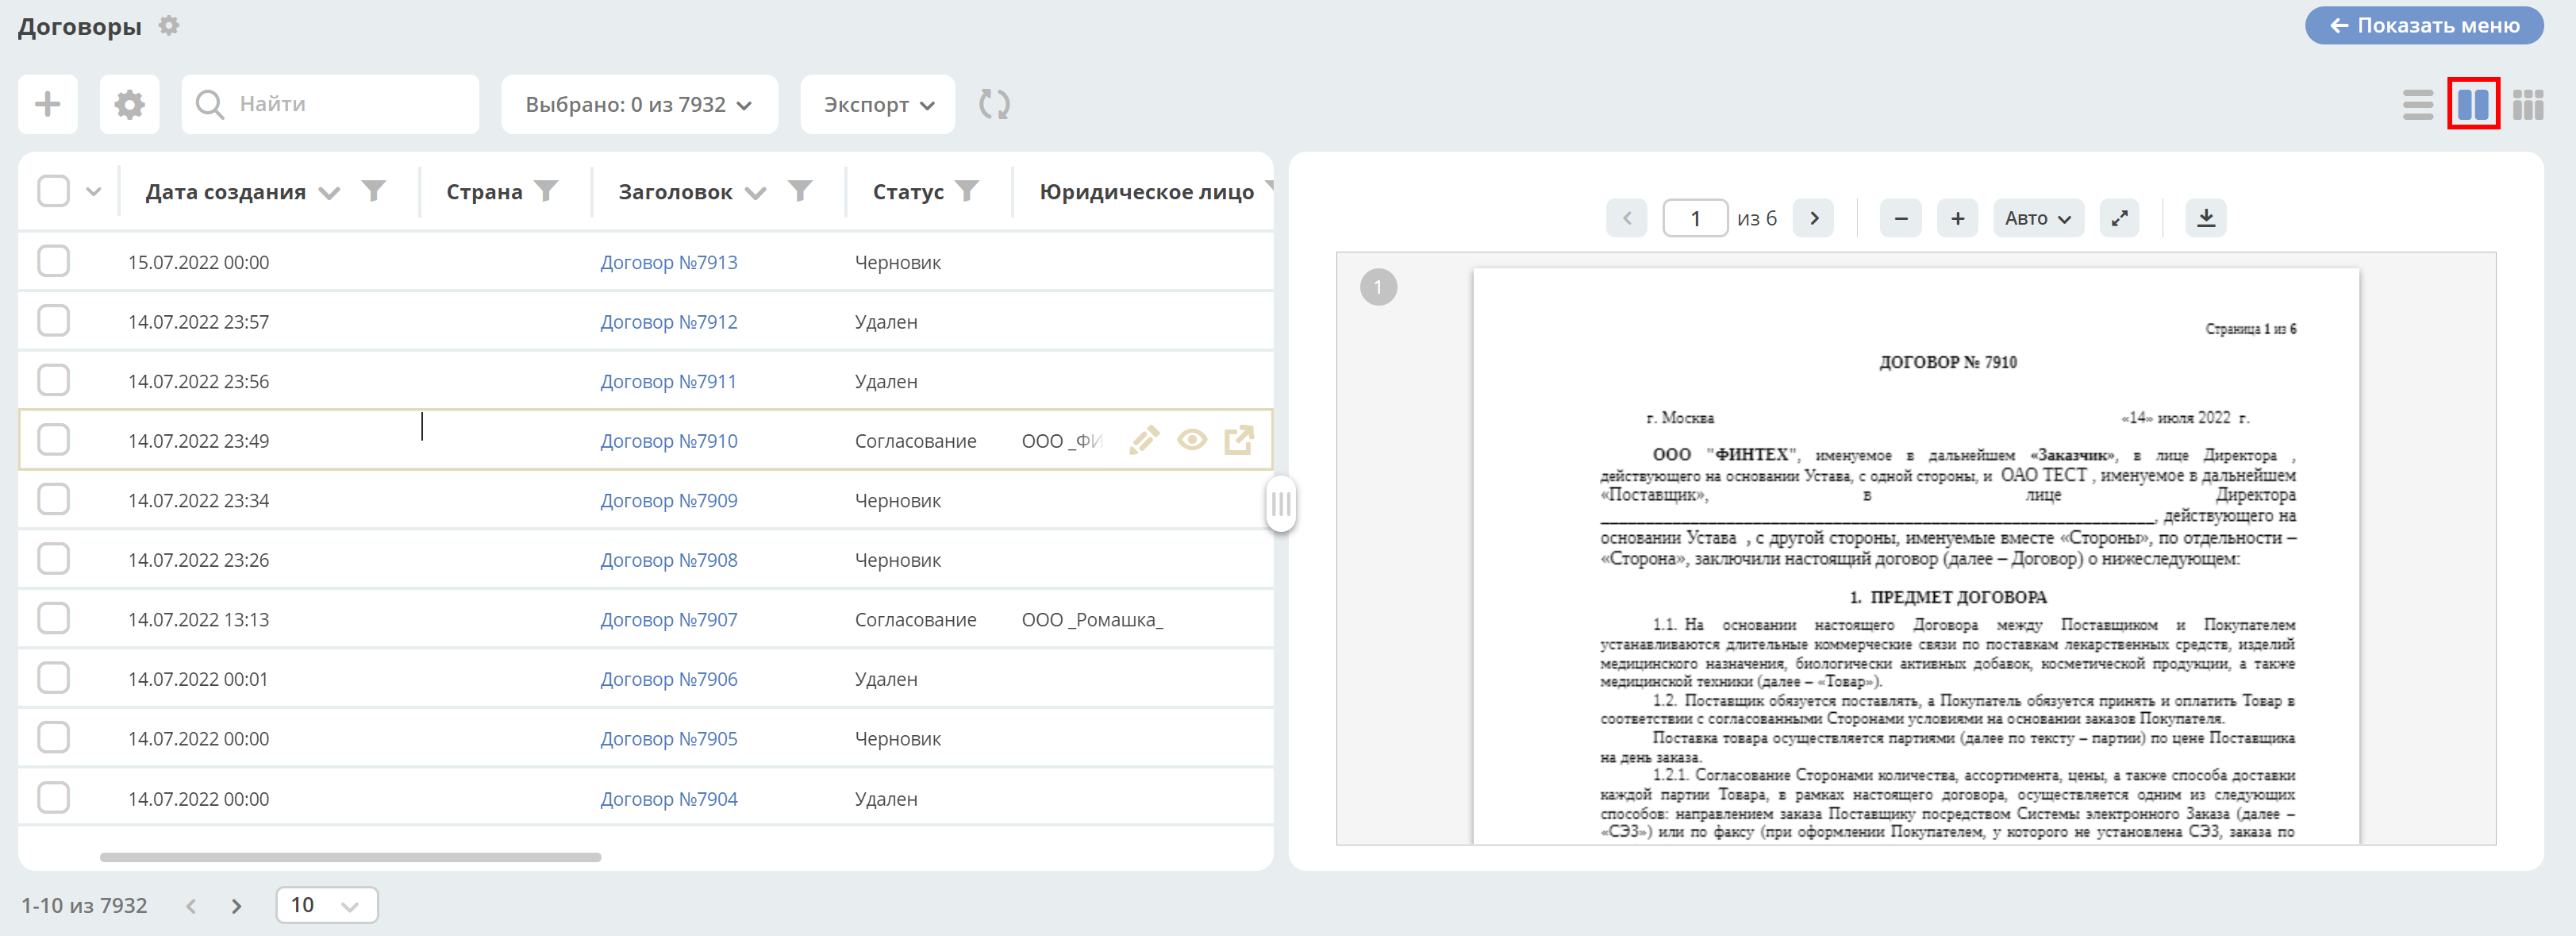 Договоры
Показать меню
Найти
Выбрано: 0 из 7932
Экспорт
Дата создания Страна Заголовок Статус Юридическое лицо
15.07.2022 00:00 Договор №7913 Черновик
14.07.2022 23:57 Договор №7912 Удален
14.07.2022 23:56 Договор №7911 Удален
14.07.2022 23:49 Договор №7910 Согласование ООО _ФИ
14.07.2022 23:34 Договор №7909 Черновик
14.07.2022 23:26 Договор №7908 Черновик
14.07.2022 13:13 Договор №7907 Согласование ООО _Ромашка_
14.07.2022 00:01 Договор №7906 Удален
14.07.2022 00:00 Договор №7905 Черновик
14.07.2022 00:00 Договор №7904 Удален
1-10 из 7932
10
1 из 6
Авто
1
Страница 1 из 6
ДОГОВОР № 7910
г. Москва «14» июля 2022 г.
ООО "ФИНТЕХ", именуемое в дальнейшем «Заказчик», в лице Директора ,
действующего на основании Устава, с одной стороны, и ОАО ТЕСТ , именуемое в дальнейшем
«Поставщик», в лице Директора
____________________________________________________________, действующего на
основании Устава , с другой стороны, именуемые вместе «Стороны», по отдельности –
«Сторона», заключили настоящий договор (далее – Договор) о нижеследующем:
1. ПРЕДМЕТ ДОГОВОРА
1.1. На основании настоящего Договора между Поставщиком и Покупателем
устанавливаются длительные коммерческие связи по поставкам лекарственных средств, изделий
медицинского назначения, биологически активных добавок, косметической продукции, а также
медицинской техники (далее – «Товар»).
1.2. Поставщик обязуется поставлять, а Покупатель обязуется принять и оплатить Товар в
соответствии с согласованными Сторонами условиями на основании заказов Покупателя.
Поставка товара осуществляется партиями (далее по тексту – партии) по цене Поставщика
на день заказа.
1.2.1. Согласование Сторонами количества, ассортимента, цены, а также способа доставки
каждой партии Товара, в рамках настоящего договора, осуществляется одним из следующих
способов: направлением заказа Поставщику посредством Системы электронного Заказа (далее –
«СЭЗ») или по факсу (при оформлении Покупателем, у которого не установлена СЭЗ, заказа по